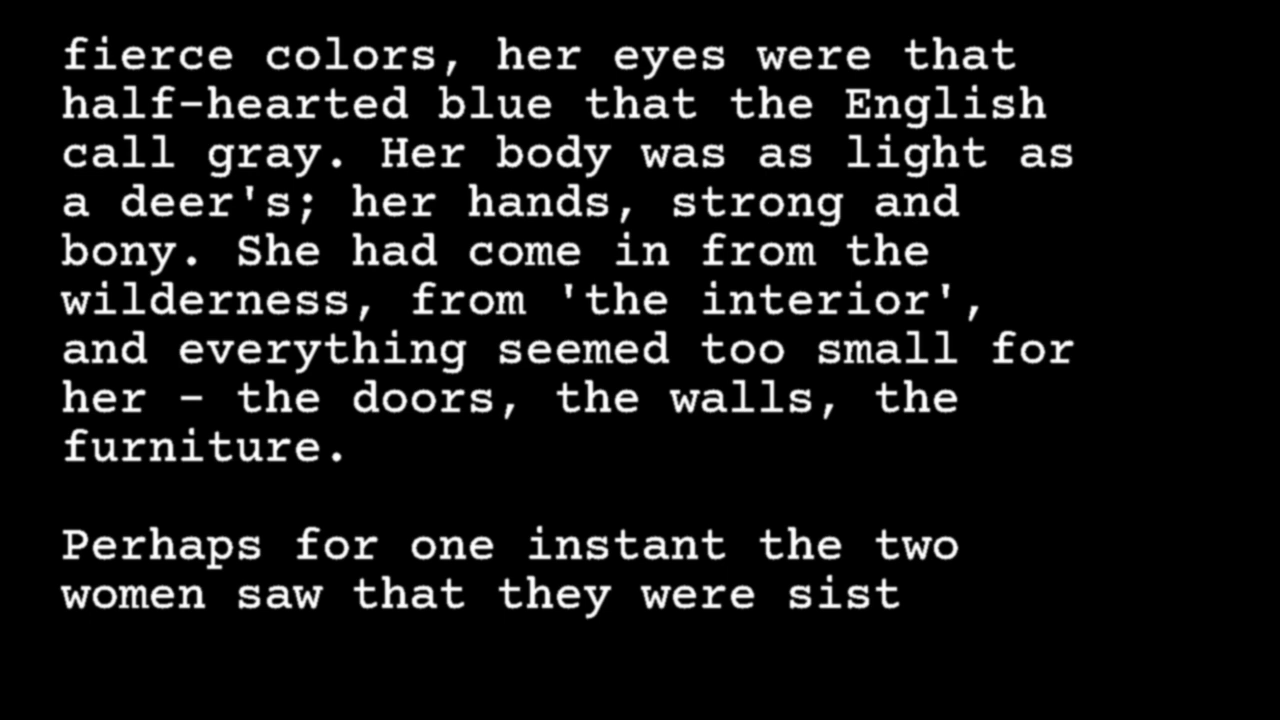 fierce colors, her eyes were that
half-hearted blue that the English
call gray. Her body was as light as
a deer's; her hands, strong and
bony. She had come in from the
wilderness, from 'the interior',
and everything seemed too small for
her - the doors, the walls, the
furniture.
Perhaps for one instant the two
women saw that they were sist